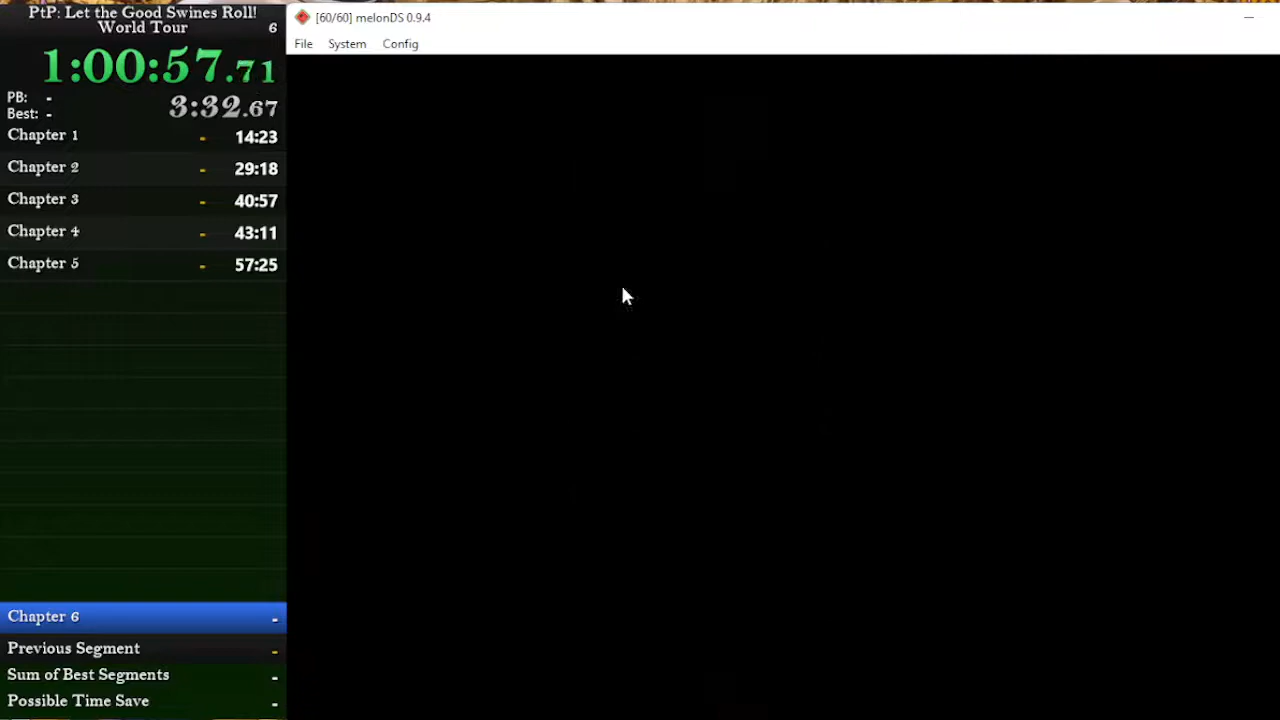 PtP: Let the Good Swines Roll!
World Tour 6
1:00:57.71
PB: -
3:32.67
Best: -
Chapter 1 - 14:23
Chapter 2 - 29:18
Chapter 3 - 40:57
Chapter 4 - 43:11
Chapter 5 - 57:25
Chapter 6 -
Previous Segment -
Sum of Best Segments -
Possible Time Save -
[60/60] melonDS 0.9.4
File System Config